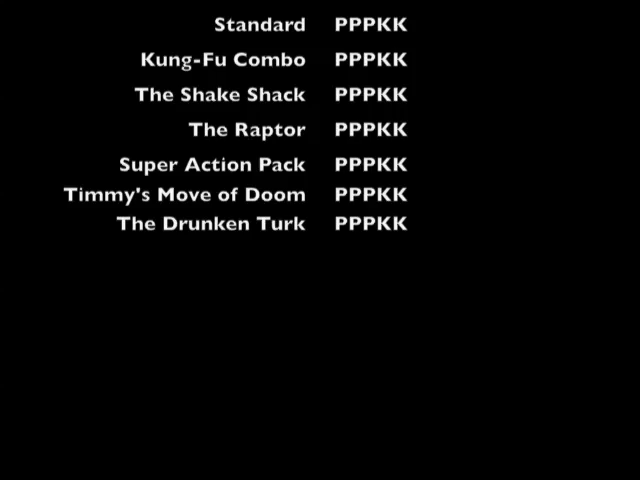 Standard PPPKK
Kung-Fu Combo PPPKK
The Shake Shack PPPKK
The Raptor PPPKK
Super Action Pack PPPKK
Timmy's Move of Doom PPPKK
The Drunken Turk PPPKK